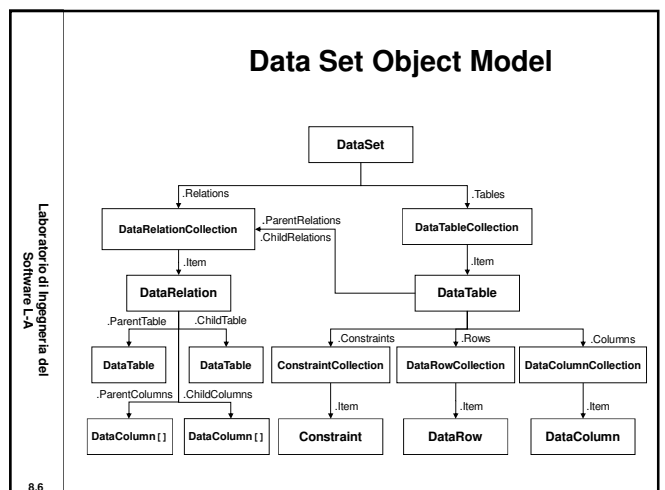 Data Set Object Model
DataSet
.Relations
.Tables
DataRelationCollection
.ParentRelations
.ChildRelations
DataTableCollection
.Item
.Item
DataRelation
DataTable
.ParentTable
.ChildTable
.Constraints
.Rows
.Columns
DataTable
DataTable
ConstraintCollection
DataRowCollection
DataColumnCollection
.ParentColumns
.ChildColumns
.Item
.Item
.Item
DataColumn[]
DataColumn[]
Constraint
DataRow
DataColumn
Laboratorio di Ingegneria del
Software L-A
8.6